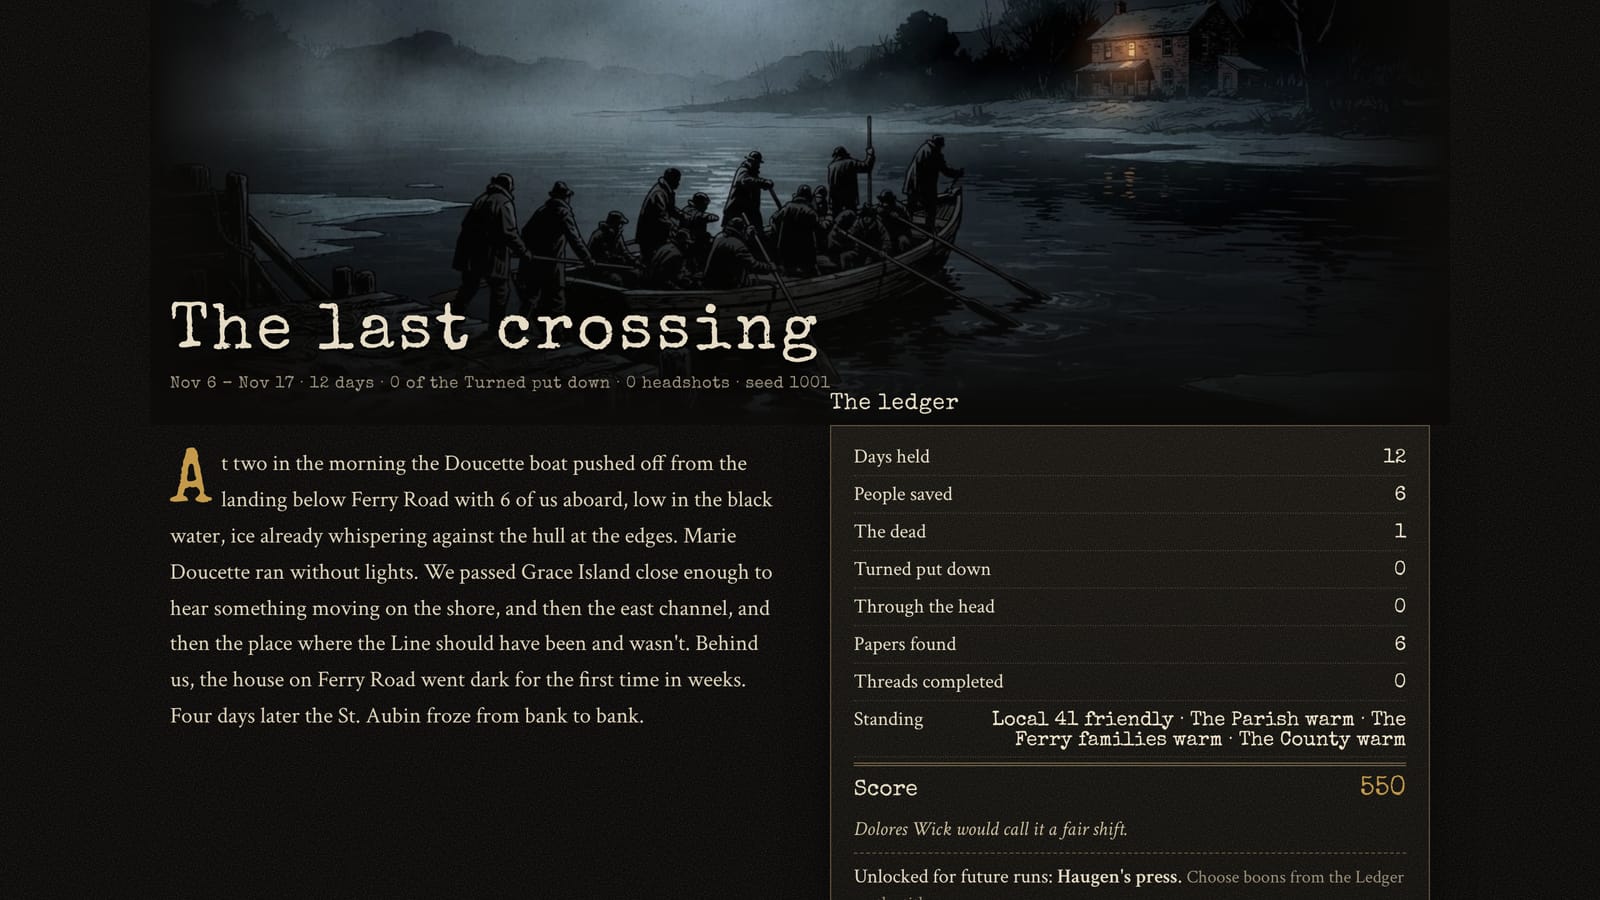 The last crossing
Nov 6 – Nov 17 · 12 days · 0 of the Turned put down · 0 headshots · seed 1001
At two in the morning the Doucette boat pushed off from the
landing below Ferry Road with 6 of us aboard, low in the black
water, ice already whispering against the hull at the edges. Marie
Doucette ran without lights. We passed Grace Island close enough to
hear something moving on the shore, and then the east channel, and
then the place where the Line should have been and wasn't. Behind
us, the house on Ferry Road went dark for the first time in weeks.
Four days later the St. Aubin froze from bank to bank.
The ledger
Days held 12
People saved 6
The dead 1
Turned put down 0
Through the head 0
Papers found 6
Threads completed 0
Standing Local 41 friendly · The Parish warm · The
Ferry families warm · The County warm
Score 550
Dolores Wick would call it a fair shift.
Unlocked for future runs: Haugen's press. Choose boons from the Ledger